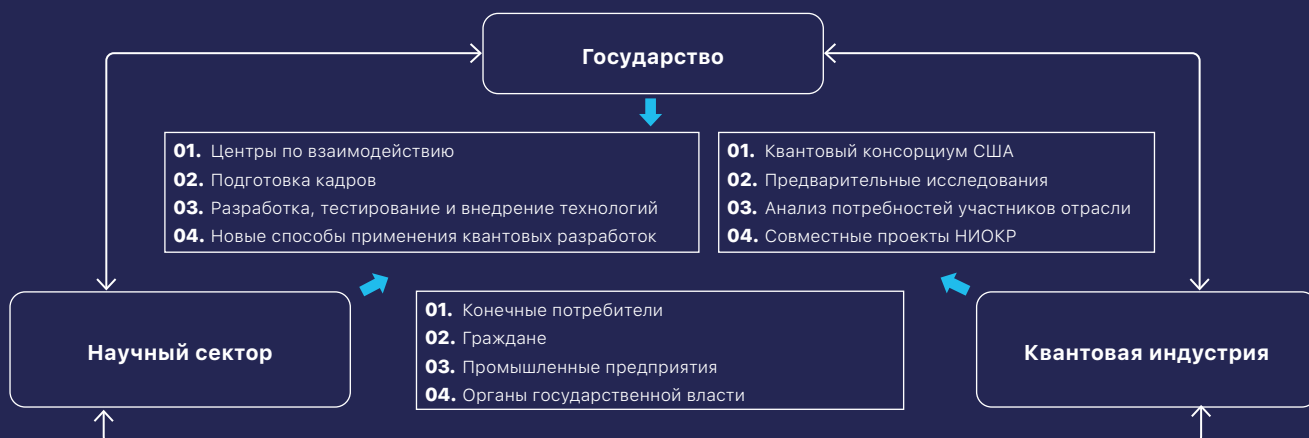 Государство
01. Центры по взаимодействию
02. Подготовка кадров
03. Разработка, тестирование и внедрение технологий
04. Новые способы применения квантовых разработок
01. Квантовый консорциум США
02. Предварительные исследования
03. Анализ потребностей участников отрасли
04. Совместные проекты НИОКР
Научный сектор
01. Конечные потребители
02. Граждане
03. Промышленные предприятия
04. Органы государственной власти
Квантовая индустрия